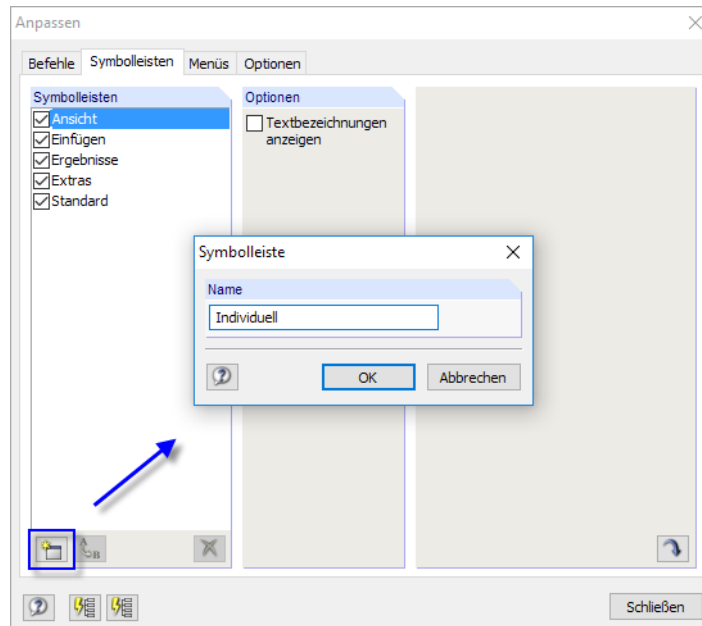 Anpassen
Befehle Symbolleisten Menüs Optionen
Symbolleisten
Ansicht
Einfügen
Ergebnisse
Extras
Standard
Optionen
Textbezeichnungen
anzeigen
Symbolleiste
Name
Individuell
OK Abbrechen
A
B
Schließen